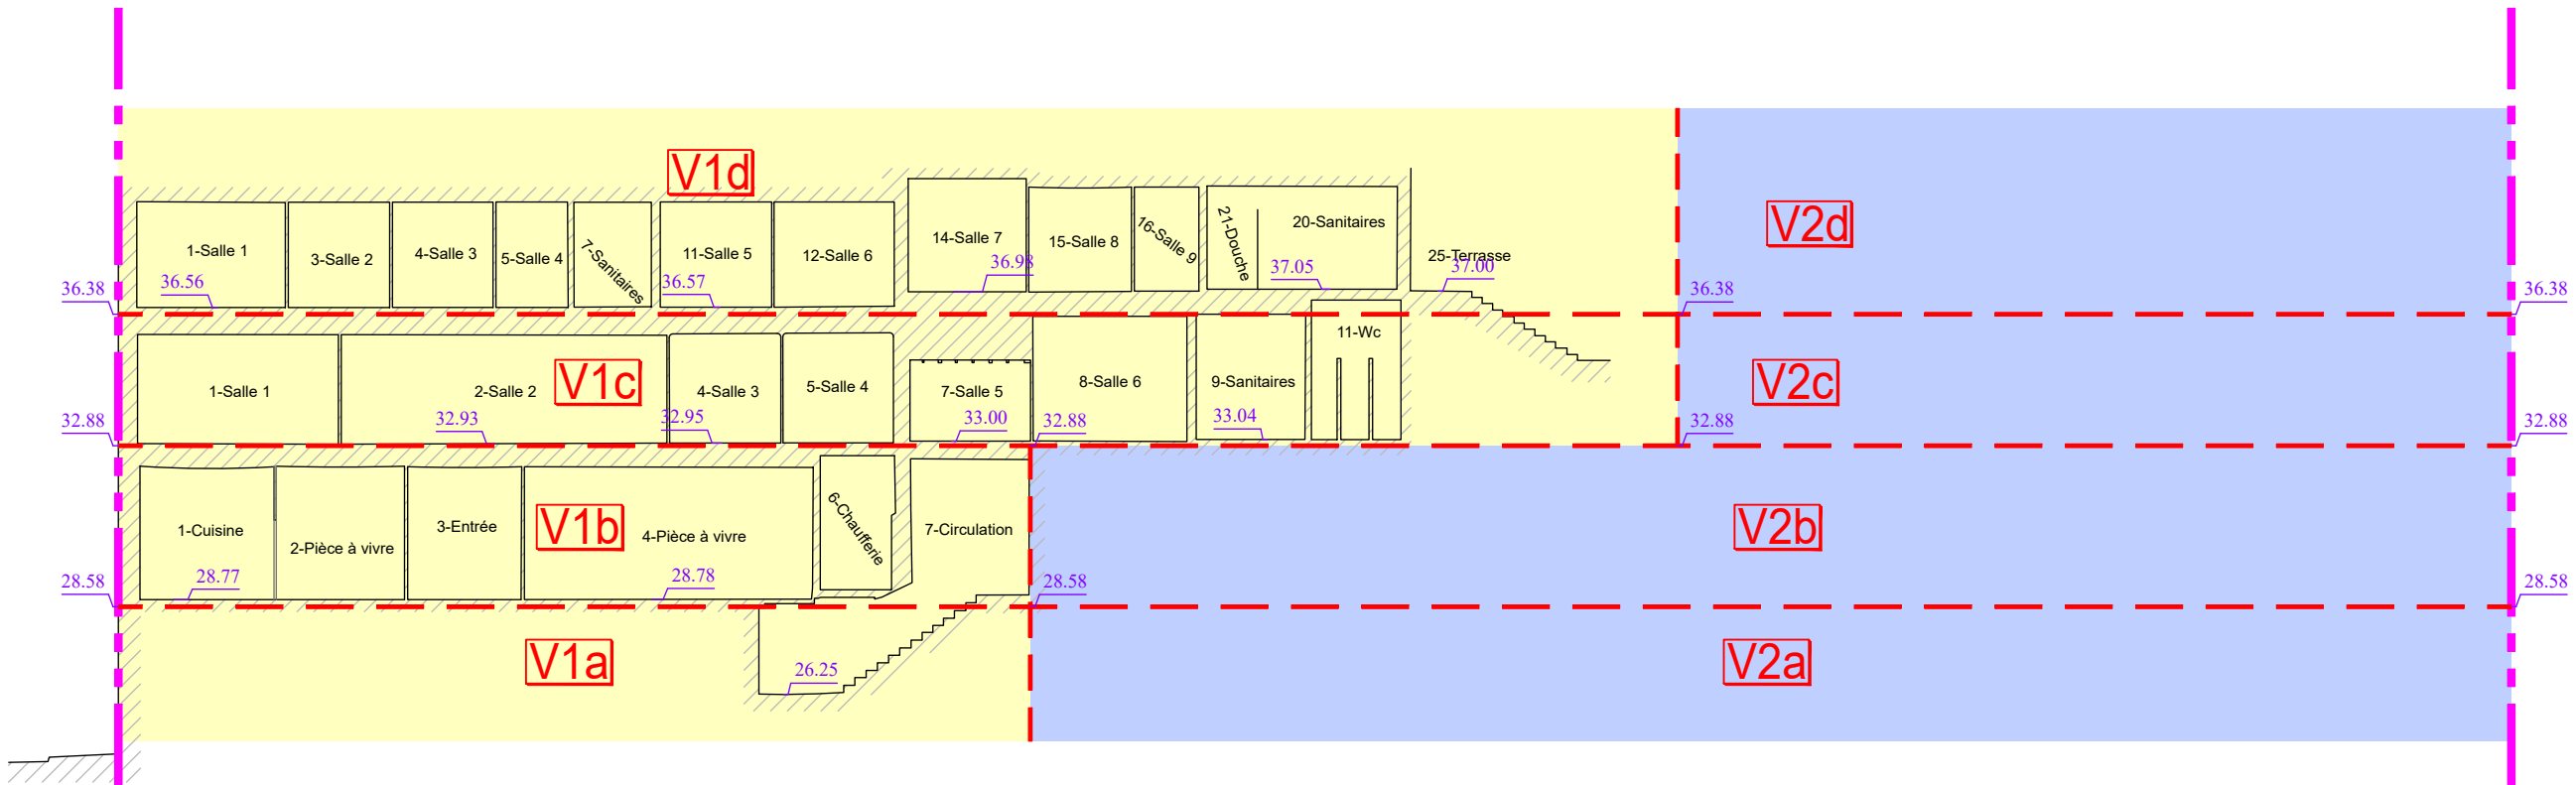 V1d
1-Salle 1
3-Salle 2
4-Salle 3
5-Salle 4
7-Sanitaires
11-Salle 5
12-Salle 6
14-Salle 7
15-Salle 8
16-Salle 9
21-Douche
20-Sanitaires
25-Terrasse
V2d
36.38
36.56
36.57
36.98
37.05
37.00
36.38
36.38
1-Salle 1
2-Salle 2
V1c
4-Salle 3
5-Salle 4
7-Salle 5
8-Salle 6
9-Sanitaires
11-Wc
V2c
32.88
32.93
32.95
33.00
32.88
33.04
32.88
32.88
1-Cuisine
2-Pièce à vivre
3-Entrée
V1b
4-Pièce à vivre
6-Chaufferie
7-Circulation
V2b
28.58
28.77
28.78
28.58
28.58
V1a
26.25
V2a